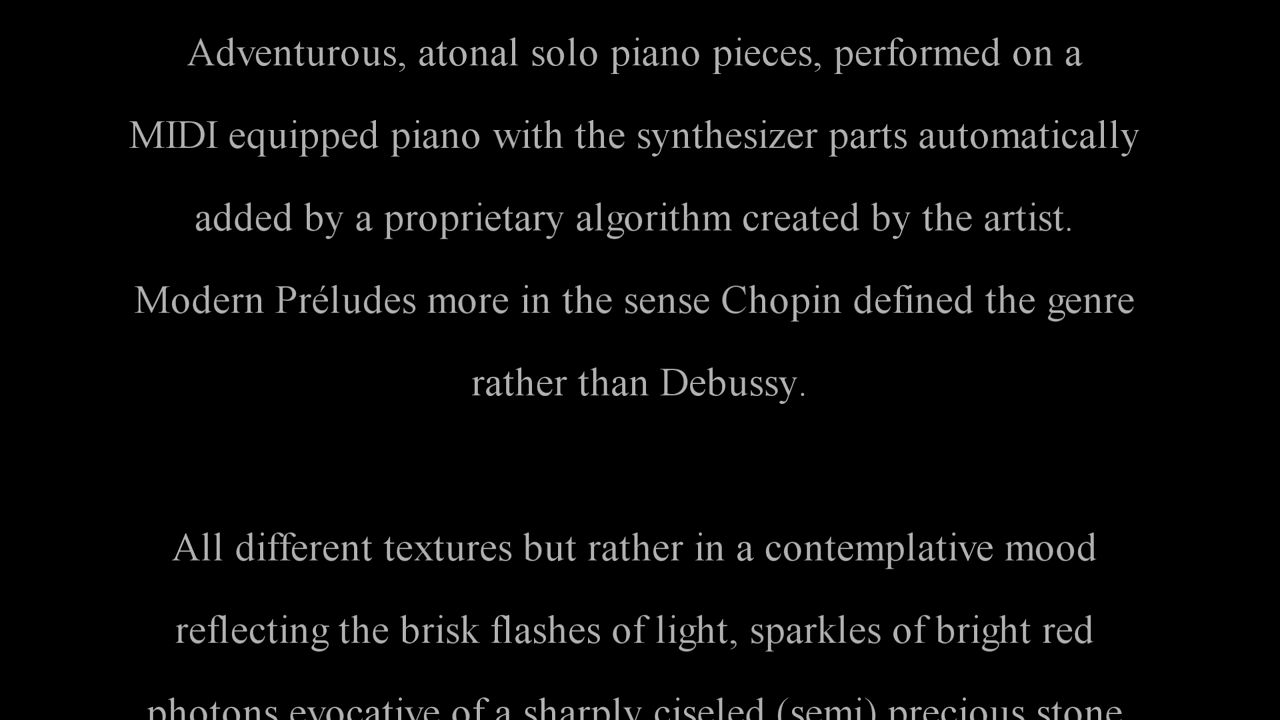 Adventurous, atonal solo piano pieces, performed on a
MIDI equipped piano with the synthesizer parts automatically
added by a proprietary algorithm created by the artist.
Modern Préludes more in the sense Chopin defined the genre
rather than Debussy.
All different textures but rather in a contemplative mood
reflecting the brisk flashes of light, sparkles of bright red
photons evocative of a sharply ciseled (semi) precious stone